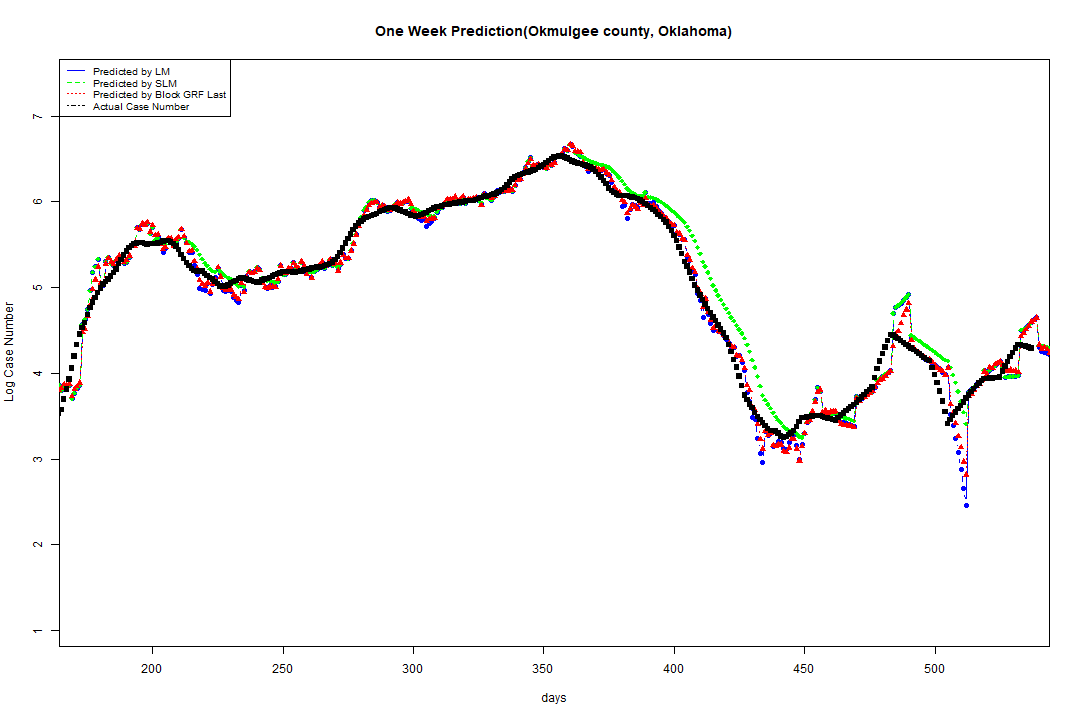 One Week Prediction(Okmulgee county, Oklahoma)
Predicted by LM
Predicted by SLM
Predicted by Block GRF Last
Actual Case Number
7
6
5
4
3
2
1
Log Case Number
200 250 300 350 400 450 500
days